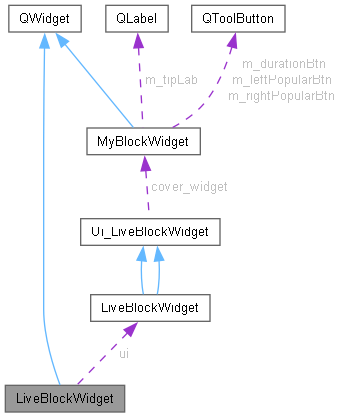 QWidget
QLabel
QToolButton
m_tipLab
m_durationBtn
m_leftPopularBtn
m_rightPopularBtn
MyBlockWidget
cover_widget
Ui_LiveBlockWidget
LiveBlockWidget
ui
LiveBlockWidget